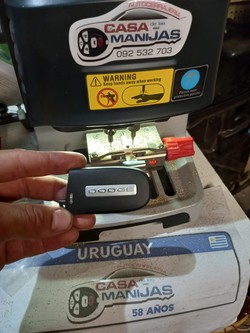 CASA
MANIJAS
092 532 703
WARNING
Keep hands away when working
DODGE
URUGUAY
CASA
MANIJAS
58 AÑOS